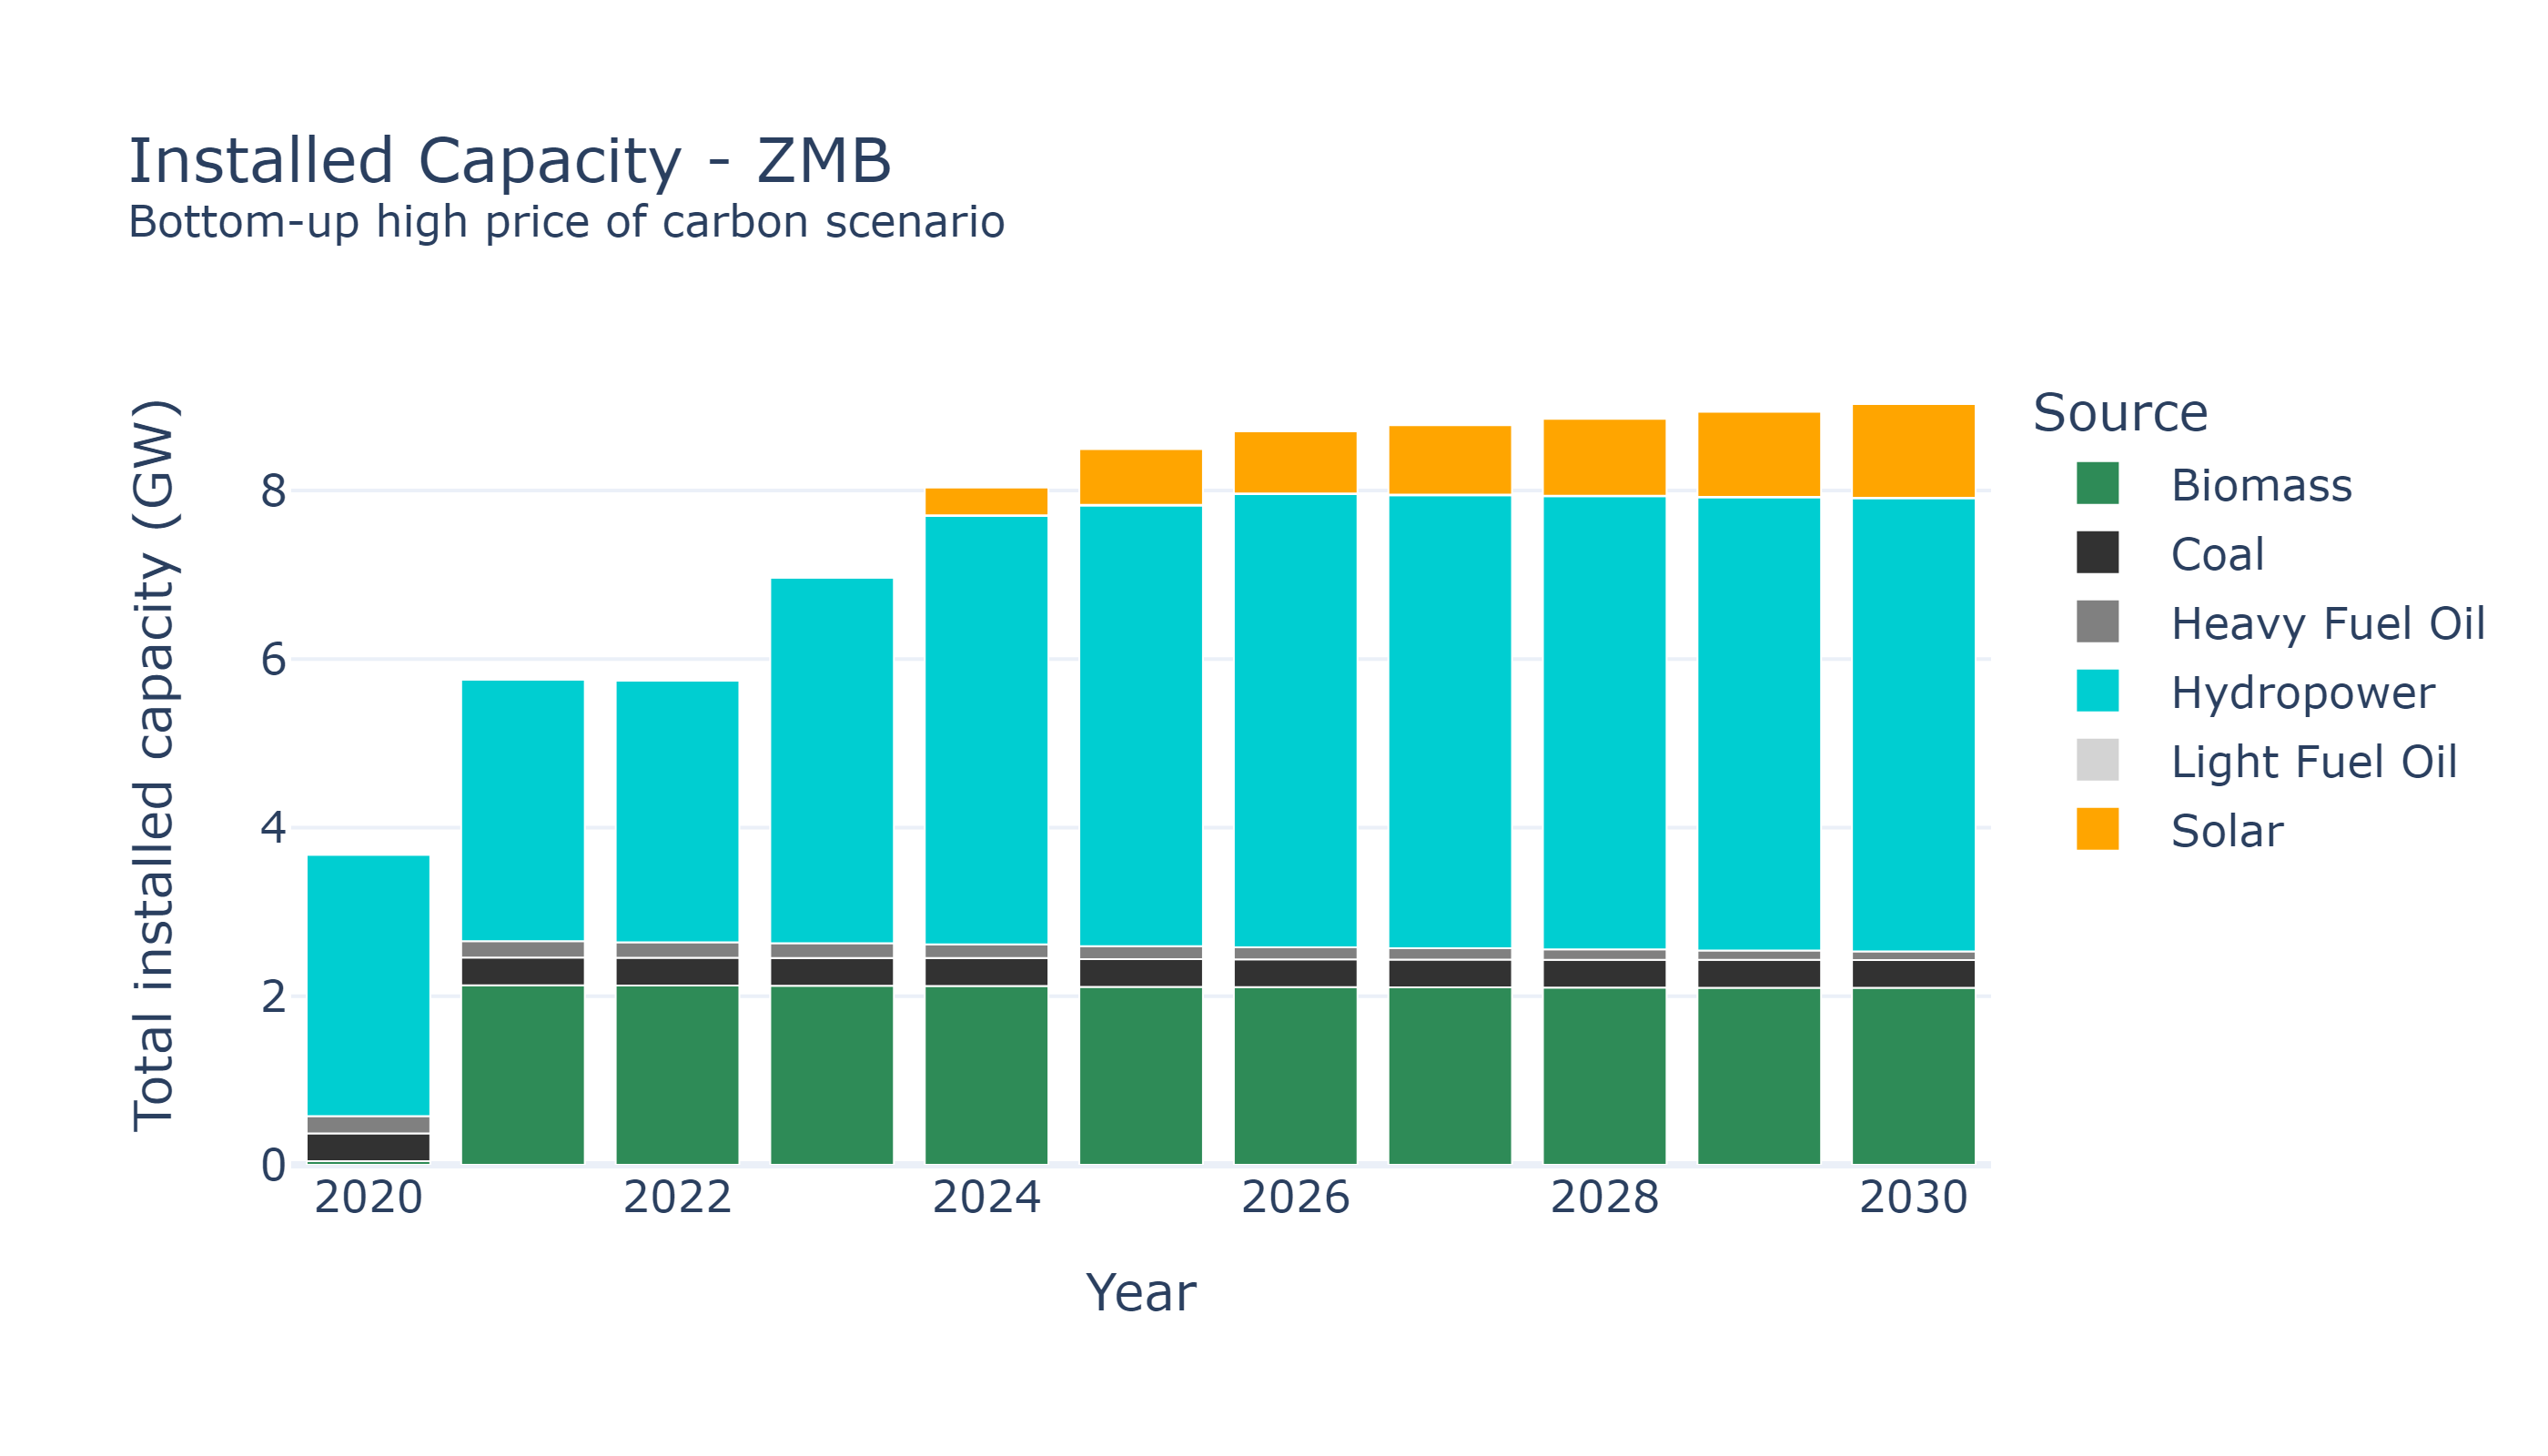 Installed Capacity - ZMB
Bottom-up high price of carbon scenario
Total installed capacity (GW)
8
6
4
2
0
2020
2022
2024
2026
2028
2030
Year
Source
Biomass
Coal
Heavy Fuel Oil
Hydropower
Light Fuel Oil
Solar